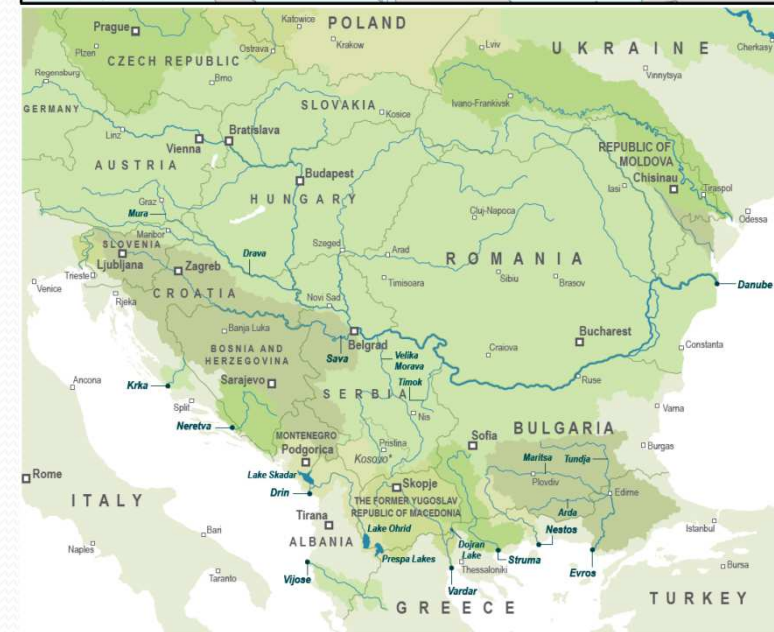 Prague
POLAND
Katowice
Krakow
Plzen
Ostrava
Lviv
UKRAINE
Cherkasy
CZECH REPUBLIC
Vinnytsya
Regensburg
Brno
GERMANY
SLOVAKIA
Kosice
Ivano-Frankivsk
Linz
Bratislava
Vienna
REPUBLIC OF
MOLDOVA
AUSTRIA
Budapest
Chisinau
Iasi
Tiraspol
HUNGARY
Graz
Mura
Cluj-Napoca
Odessa
Maribor
SLOVENIA
Ljubljana
Drava
Szeged
Arad
ROMANIA
Zagreb
Trieste
Venice
Timisoara
Sibiu
Brasov
Danube
CROATIA
Rijeka
Novi Sad
Banja Luka
Belgrad
Bucharest
BOSNIA AND
HERZEGOVINA
Sava
Velika
Morava
Craiova
Constanta
Ancona
Krka
Sarajevo
Timok
Ruse
SERBIA
Split
Nis
Varna
Neretva
BULGARIA
MONTENEGRO
Podgorica
Pristina
Kosovo*
Sofia
Burgas
Maritsa
Tundja
Rome
Lake Skadar
Skopje
Plovdiv
Edirne
Drin
THE FORMER YUGOSLAV
REPUBLIC OF MACEDONIA
ITALY
Tirana
Arda
Lake Ohrid
Nestos
Istanbul
Bari
ALBANIA
Naples
Prespa Lakes
Dojran
Lake
Struma
Thessaloniki
Evros
Bursa
Taranto
Vijose
Vardar
GREECE
TURKEY